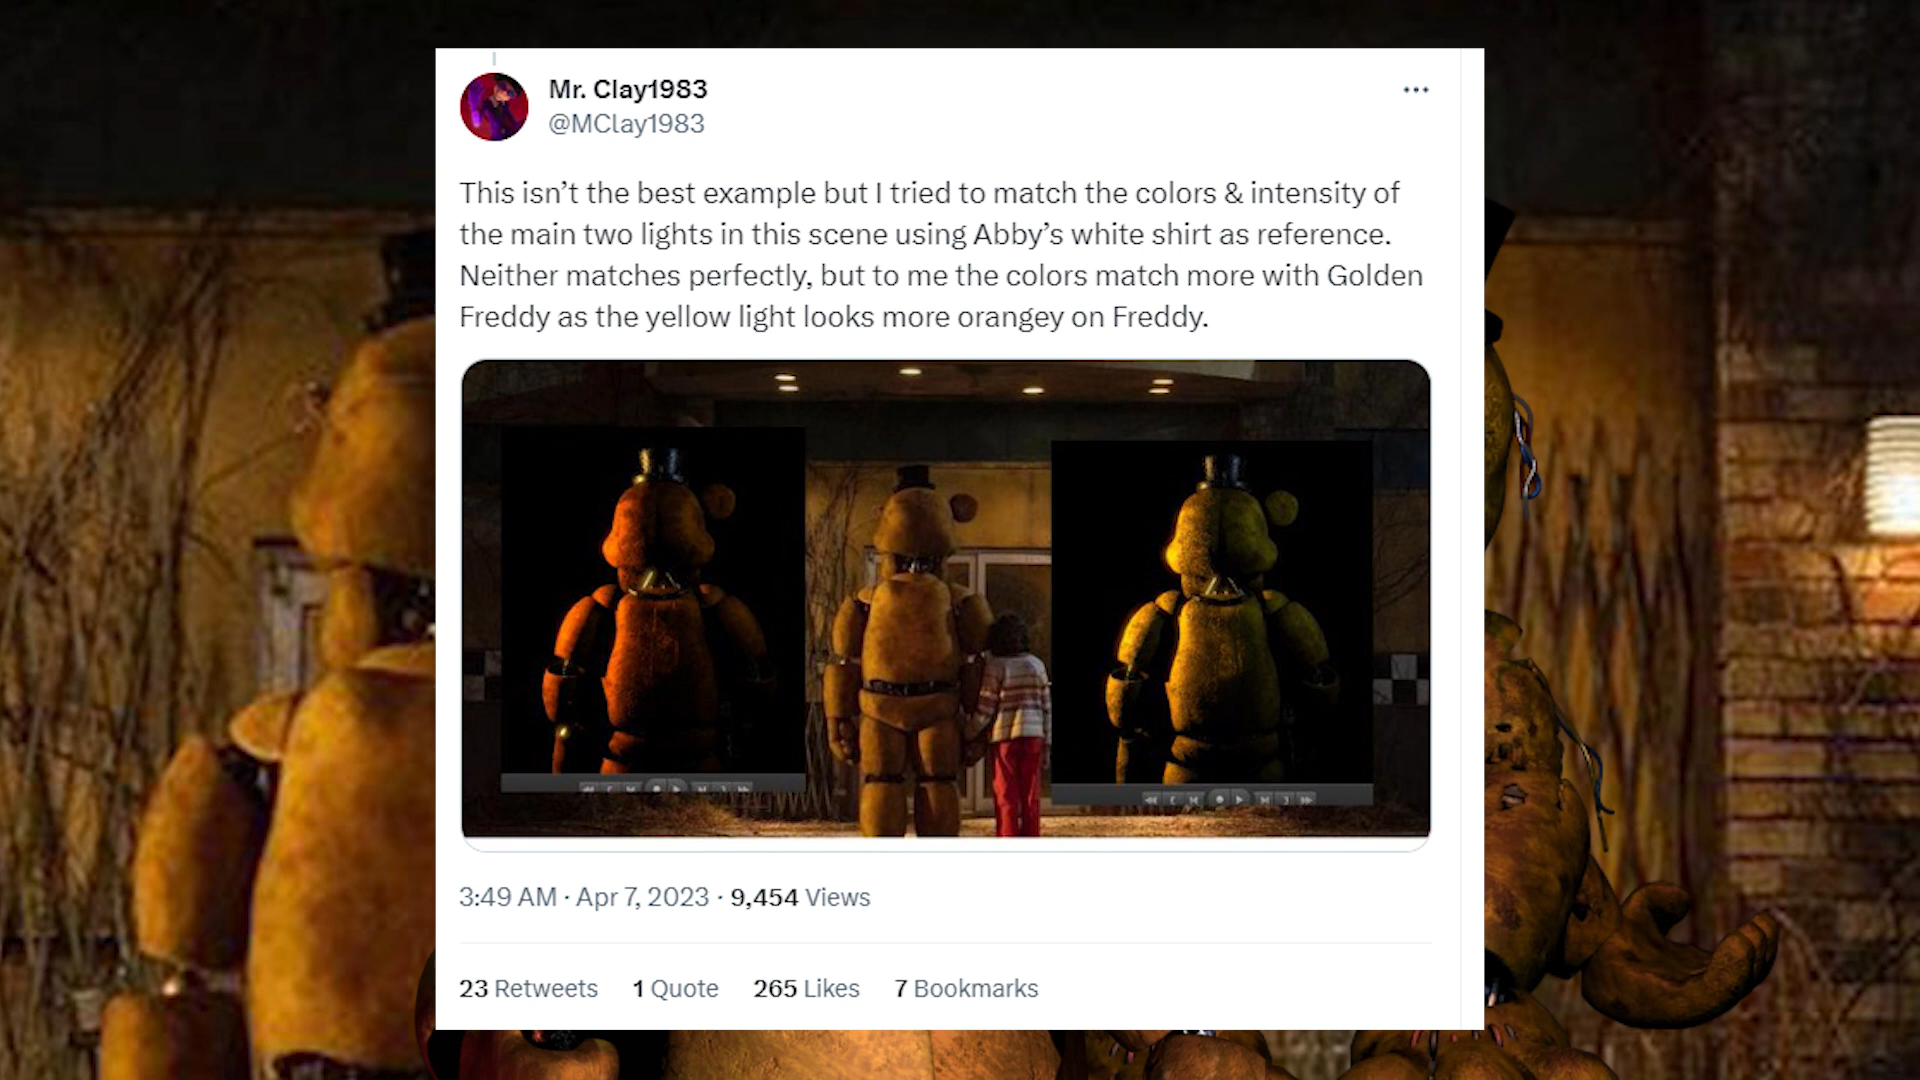 Mr. Clay1983
@MClay1983
This isn’t the best example but I tried to match the colors & intensity of
the main two lights in this scene using Abby’s white shirt as reference.
Neither matches perfectly, but to me the colors match more with Golden
Freddy as the yellow light looks more orangey on Freddy.
3:49 AM · Apr 7, 2023 · 9,454 Views
23 Retweets 1 Quote 265 Likes 7 Bookmarks